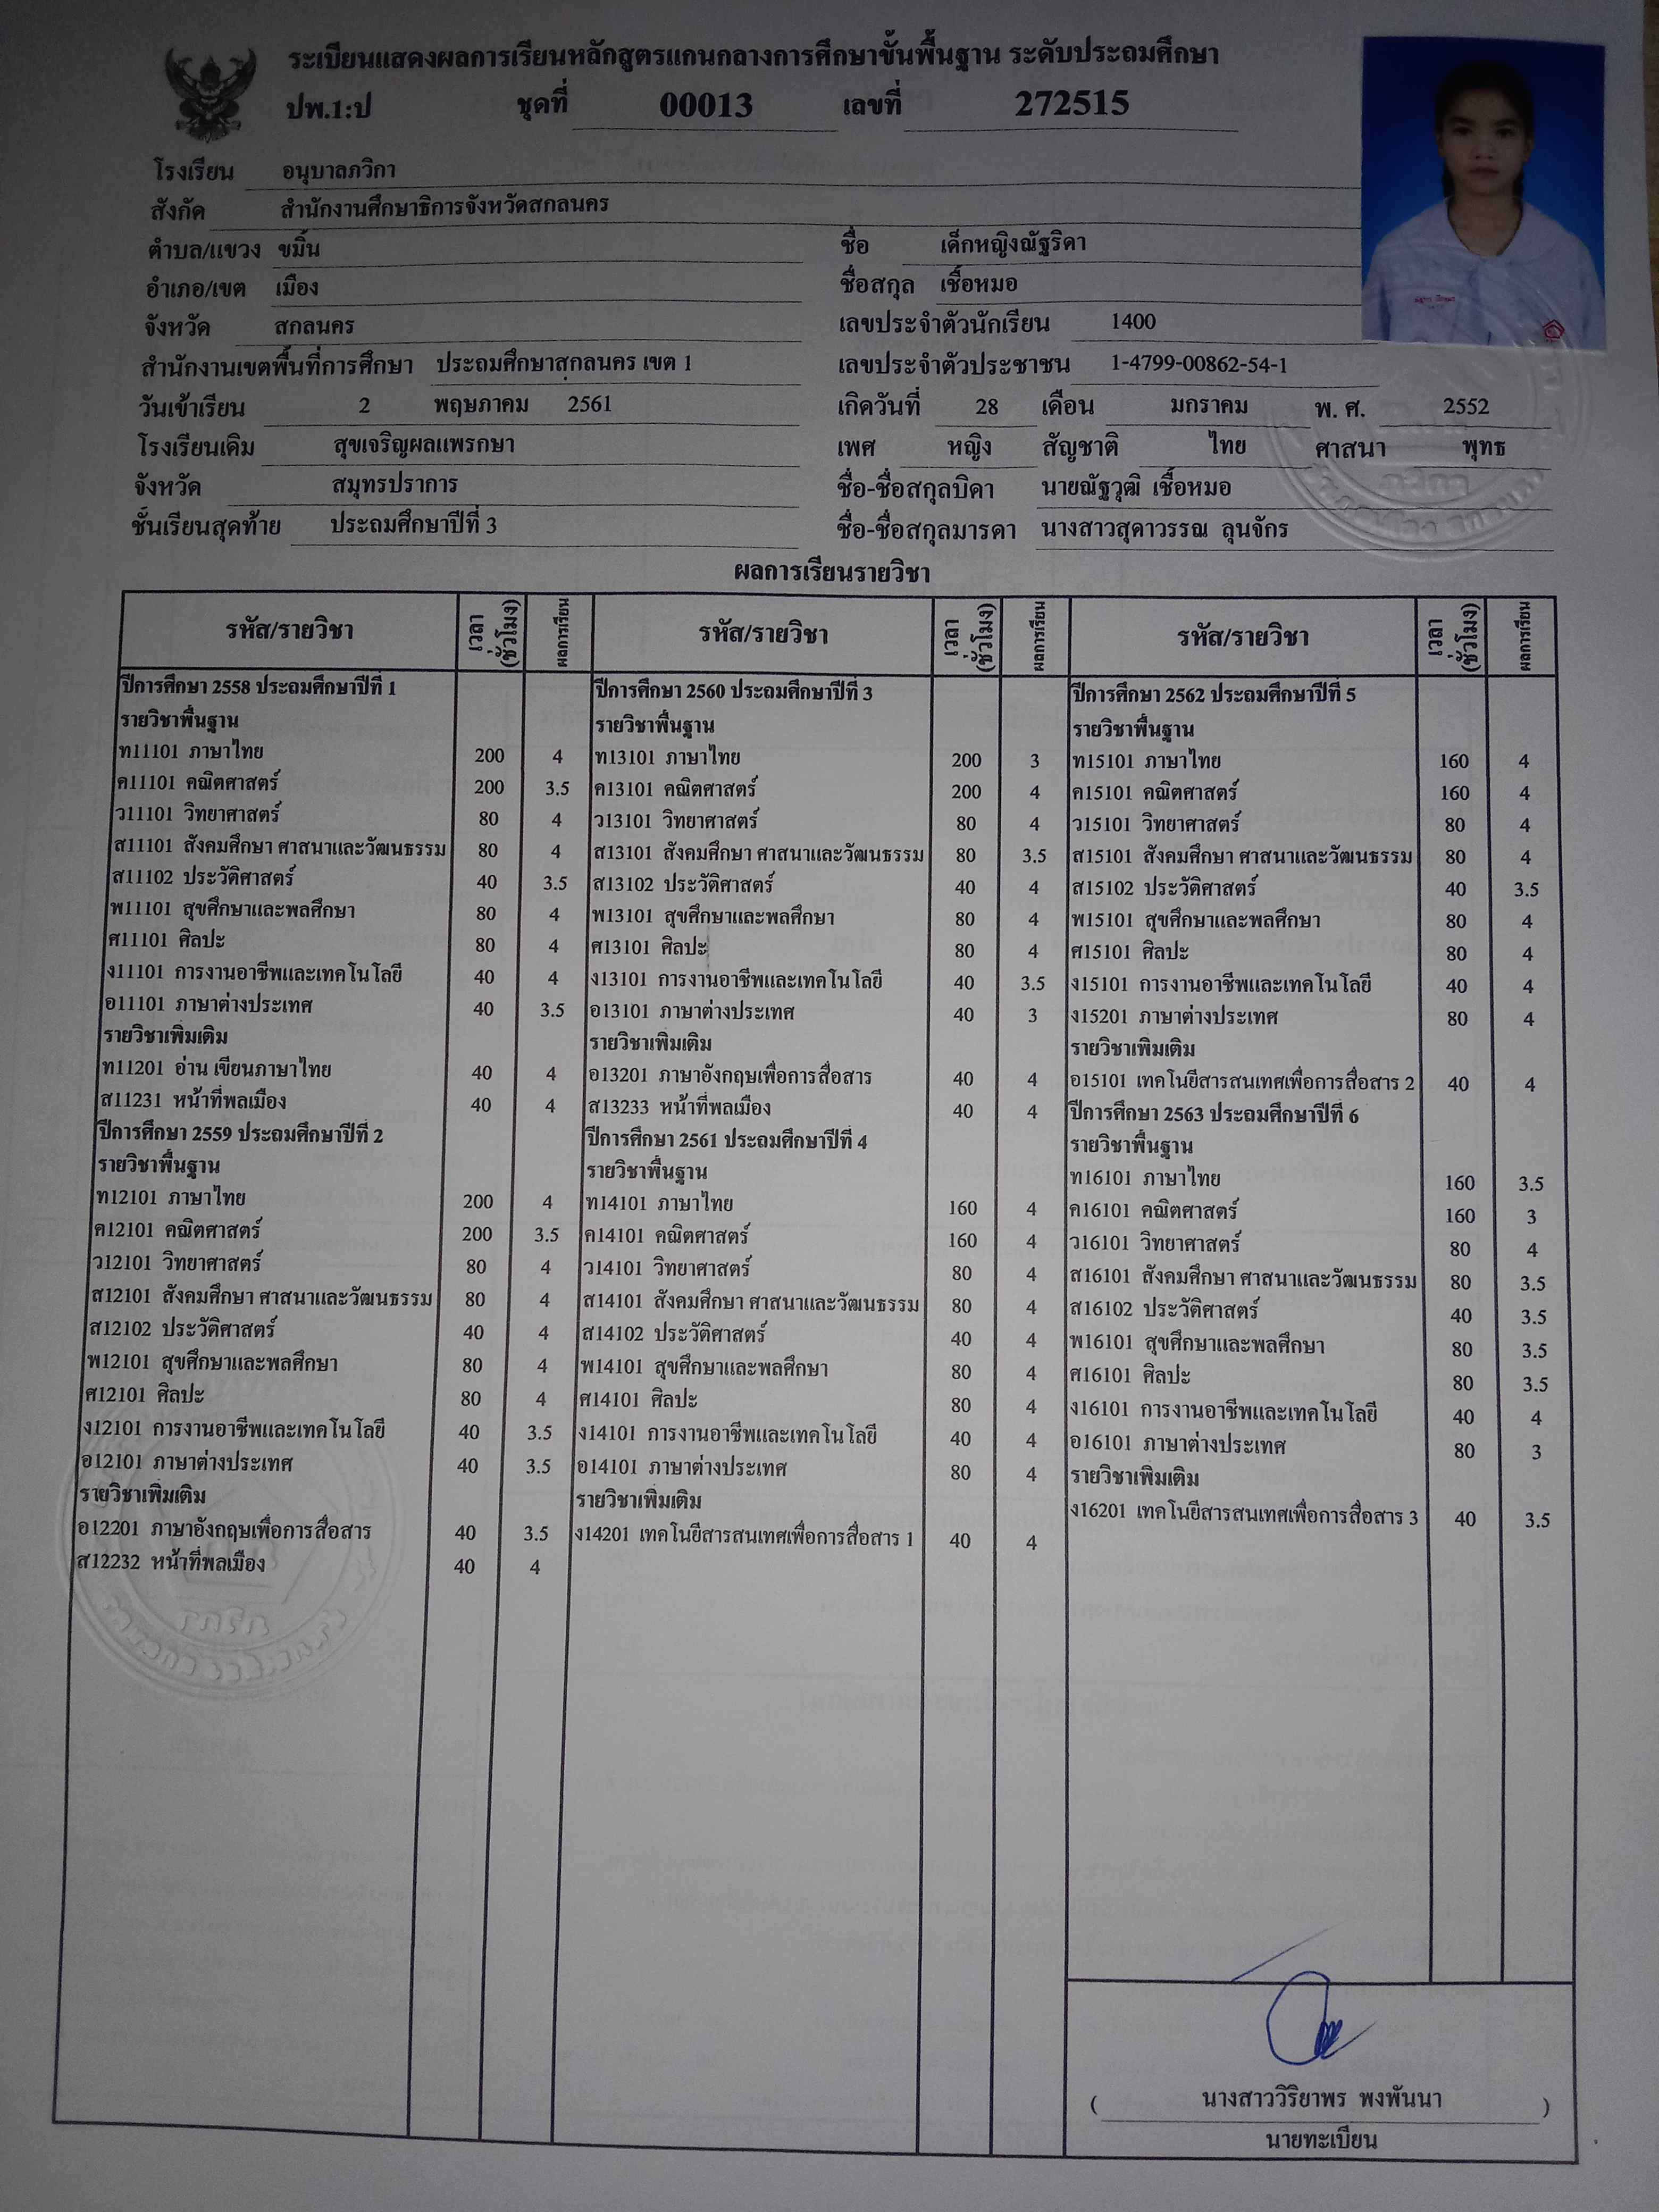 ระเบียนแสดงผลการเรียนหลักสูตรแกนกลางการศึกษาขั้นพื้นฐาน ระดับประถมศึกษา
ปพ.1:ป ชุดที่ 00013 เลขที่ 272515
โรงเรียน อนุบาลภวิกา
สังกัด สำนักงานศึกษาธิการจังหวัดสกลนคร
ตำบล/แขวง ขมิ้น
อำเภอ/เขต เมือง
จังหวัด สกลนคร
สำนักงานเขตพื้นที่การศึกษา ประถมศึกษาสกลนคร เขต 1
วันเข้าเรียน 2 พฤษภาคม 2561
โรงเรียนเดิม สุขเจริญผลแพรกษา
จังหวัด สมุทรปราการ
ชั้นเรียนสุดท้าย ประถมศึกษาปีที่ 3
ชื่อ เด็กหญิงณัฐริดา
ชื่อสกุล เชื้อหมอ
เลขประจำตัวนักเรียน 1400
เลขประจำตัวประชาชน 1-4799-00862-54-1
เกิดวันที่ 28 เดือน มกราคม พ. ศ. 2552
เพศ หญิง สัญชาติ ไทย ศาสนา พุทธ
ชื่อ-ชื่อสกุลบิดา นายณัฐวุฒิ เชื้อหมอ
ชื่อ-ชื่อสกุลมารดา นางสาวสุดาวรรณ ลุนจักร
ผลการเรียนรายวิชา
รหัส/รายวิชา เวลา (ชั่วโมง) ผลการเรียน
ปีการศึกษา 2558 ประถมศึกษาปีที่ 1
รายวิชาพื้นฐาน
ท11101 ภาษาไทย 200 4
ค11101 คณิตศาสตร์ 200 3.5
ว11101 วิทยาศาสตร์ 80 4
ส11101 สังคมศึกษา ศาสนาและวัฒนธรรม 80 4
ส11102 ประวัติศาสตร์ 40 3.5
พ11101 สุขศึกษาและพลศึกษา 80 4
ศ11101 ศิลปะ 80 4
ง11101 การงานอาชีพและเทคโนโลยี 40 4
อ11101 ภาษาต่างประเทศ 40 3.5
รายวิชาเพิ่มเติม
ท11201 อ่าน เขียนภาษาไทย 40 4
ส11231 หน้าที่พลเมือง 40 4
ปีการศึกษา 2559 ประถมศึกษาปีที่ 2
รายวิชาพื้นฐาน
ท12101 ภาษาไทย 200 4
ค12101 คณิตศาสตร์ 200 3.5
ว12101 วิทยาศาสตร์ 80 4
ส12101 สังคมศึกษา ศาสนาและวัฒนธรรม 80 4
ส12102 ประวัติศาสตร์ 40 4
พ12101 สุขศึกษาและพลศึกษา 80 4
ศ12101 ศิลปะ 80 4
ง12101 การงานอาชีพและเทคโนโลยี 40 3.5
อ12101 ภาษาต่างประเทศ 40 3.5
รายวิชาเพิ่มเติม
อ12201 ภาษาอังกฤษเพื่อการสื่อสาร 40 3.5
ส12232 หน้าที่พลเมือง 40 4
รหัส/รายวิชา เวลา (ชั่วโมง) ผลการเรียน
ปีการศึกษา 2560 ประถมศึกษาปีที่ 3
รายวิชาพื้นฐาน
ท13101 ภาษาไทย 200 3
ค13101 คณิตศาสตร์ 200 4
ว13101 วิทยาศาสตร์ 80 4
ส13101 สังคมศึกษา ศาสนาและวัฒนธรรม 80 3.5
ส13102 ประวัติศาสตร์ 40 4
พ13101 สุขศึกษาและพลศึกษา 80 4
ศ13101 ศิลปะ 80 4
ง13101 การงานอาชีพและเทคโนโลยี 40 3.5
อ13101 ภาษาต่างประเทศ 40 3
รายวิชาเพิ่มเติม
อ13201 ภาษาอังกฤษเพื่อการสื่อสาร 40 4
ส13233 หน้าที่พลเมือง 40 4
ปีการศึกษา 2561 ประถมศึกษาปีที่ 4
รายวิชาพื้นฐาน
ท14101 ภาษาไทย 160 4
ค14101 คณิตศาสตร์ 160 4
ว14101 วิทยาศาสตร์ 80 4
ส14101 สังคมศึกษา ศาสนาและวัฒนธรรม 80 4
ส14102 ประวัติศาสตร์ 40 4
พ14101 สุขศึกษาและพลศึกษา 80 4
ศ14101 ศิลปะ 80 4
ง14101 การงานอาชีพและเทคโนโลยี 40 4
อ14101 ภาษาต่างประเทศ 80 4
รายวิชาเพิ่มเติม
ง14201 เทคโนยีสารสนเทศเพื่อการสื่อสาร 1 40 4
รหัส/รายวิชา เวลา (ชั่วโมง) ผลการเรียน
ปีการศึกษา 2562 ประถมศึกษาปีที่ 5
รายวิชาพื้นฐาน
ท15101 ภาษาไทย 160 4
ค15101 คณิตศาสตร์ 160 4
ว15101 วิทยาศาสตร์ 80 4
ส15101 สังคมศึกษา ศาสนาและวัฒนธรรม 80 4
ส15102 ประวัติศาสตร์ 40 3.5
พ15101 สุขศึกษาและพลศึกษา 80 4
ศ15101 ศิลปะ 80 4
ง15101 การงานอาชีพและเทคโนโลยี 40 4
ง15201 ภาษาต่างประเทศ 80 4
รายวิชาเพิ่มเติม
อ15101 เทคโนยีสารสนเทศเพื่อการสื่อสาร 2 40 4
ปีการศึกษา 2563 ประถมศึกษาปีที่ 6
รายวิชาพื้นฐาน
ท16101 ภาษาไทย 160 3.5
ค16101 คณิตศาสตร์ 160 3
ว16101 วิทยาศาสตร์ 80 4
ส16101 สังคมศึกษา ศาสนาและวัฒนธรรม 80 3.5
ส16102 ประวัติศาสตร์ 40 3.5
พ16101 สุขศึกษาและพลศึกษา 80 3.5
ศ16101 ศิลปะ 80 3.5
ง16101 การงานอาชีพและเทคโนโลยี 40 4
อ16101 ภาษาต่างประเทศ 80 3
รายวิชาเพิ่มเติม
ง16201 เทคโนยีสารสนเทศเพื่อการสื่อสาร 3 40 3.5
( นางสาววิริยาพร พงพันนา )
นายทะเบียน